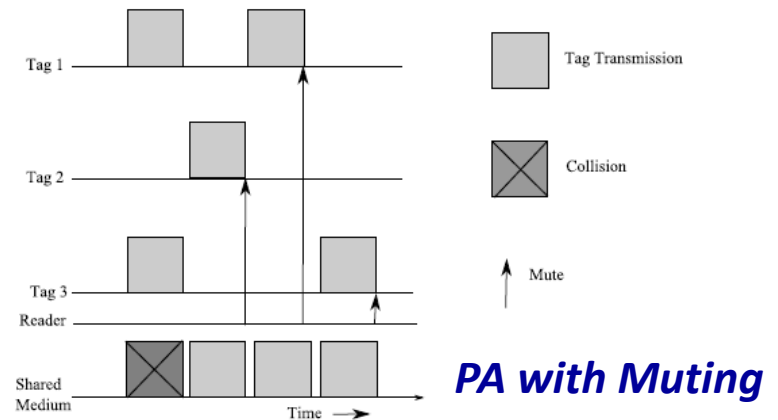 Tag 1
Tag Transmission
Tag 2
Collision
Tag 3
Mute
Reader
Shared
Medium
Time
PA with Muting